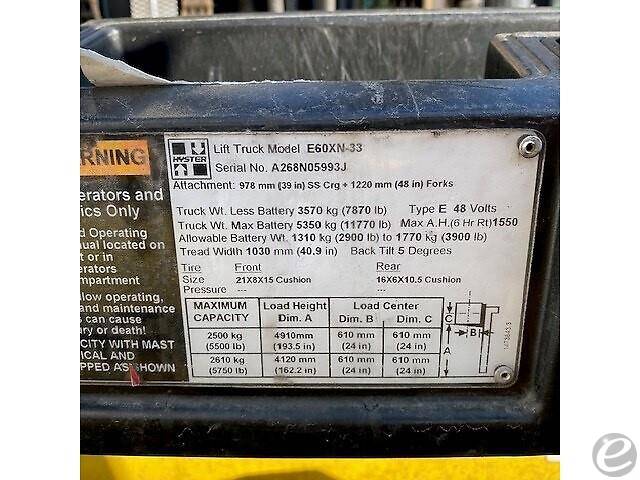 RNING
erators and
ics Only
d Operating
nual located on
t or in
erators
mpartment
llow operating,
and maintenance
s can cause
ry or death!
CITY WITH MAST
ICAL AND
PPED AS SHOWN
HYSTER
Lift Truck Model E60XN-33
Serial No. A268N05993J
Attachment: 978 mm (39 in) SS Crg + 1220 mm (48 in) Forks
Truck Wt. Less Battery 3570 kg (7870 lb) Type E 48 Volts
Truck Wt. Max Battery 5350 kg (11770 lb) Max A.H.(6 Hr Rt)1550
Allowable Battery Wt. 1310 kg (2900 lb) to 1770 kg (3900 lb)
Tread Width 1030 mm (40.9 in) Back Tilt 5 Degrees
Tire Front Rear
Size 21X8X15 Cushion 16X6X10.5 Cushion
Pressure --- ---
MAXIMUM CAPACITY Load Height Dim. A Load Center Dim. B Dim. C
2500 kg 4910mm 610 mm 610 mm
(5500 lb) (193.5 in) (24 in) (24 in)
2610 kg 4120 mm 610 mm 610 mm
(5750 lb) (162.2 in) (24 in) (24 in)
C
B
A
e